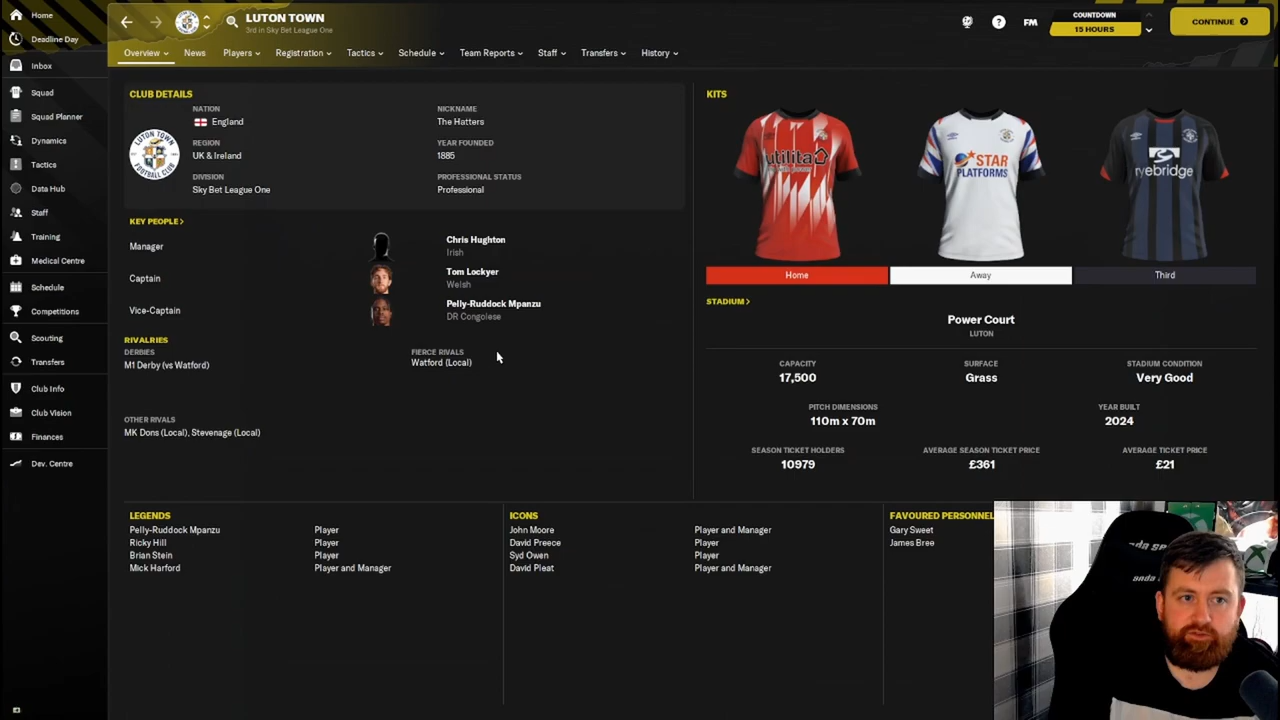 Home
Deadline Day
Inbox
Squad
Squad Planner
Dynamics
Tactics
Data Hub
Staff
Training
Medical Centre
Schedule
Competitions
Scouting
Transfers
Club Info
Club Vision
Finances
Dev. Centre
LUTON TOWN
3rd in Sky Bet League One
FM
COUNTDOWN
15 HOURS
CONTINUE
Overview News Players Registration Tactics Schedule Team Reports Staff Transfers History
CLUB DETAILS
LUTON TOWN
FOOTBALL CLUB
NATION
England
NICKNAME
The Hatters
REGION
UK & Ireland
YEAR FOUNDED
1885
DIVISION
Sky Bet League One
PROFESSIONAL STATUS
Professional
KEY PEOPLE
Manager
Chris Hughton
Irish
Captain
Tom Lockyer
Welsh
Vice-Captain
Pelly-Ruddock Mpanzu
DR Congolese
RIVALRIES
DERBIES
M1 Derby (vs Watford)
FIERCE RIVALS
Watford (Local)
OTHER RIVALS
MK Dons (Local), Stevenage (Local)
KITS
utilita
STAR
PLATFORMS
ryebridge
Home
Away
Third
STADIUM
Power Court
LUTON
CAPACITY
17,500
SURFACE
Grass
STADIUM CONDITION
Very Good
PITCH DIMENSIONS
110m x 70m
YEAR BUILT
2024
SEASON TICKET HOLDERS
10979
AVERAGE SEASON TICKET PRICE
£361
AVERAGE TICKET PRICE
£21
LEGENDS
Pelly-Ruddock Mpanzu Player
Ricky Hill Player
Brian Stein Player
Mick Harford Player and Manager
ICONS
John Moore Player and Manager
David Preece Player
Syd Owen Player
David Pleat Player and Manager
FAVOURED PERSONNEL
Gary Sweet
James Bree